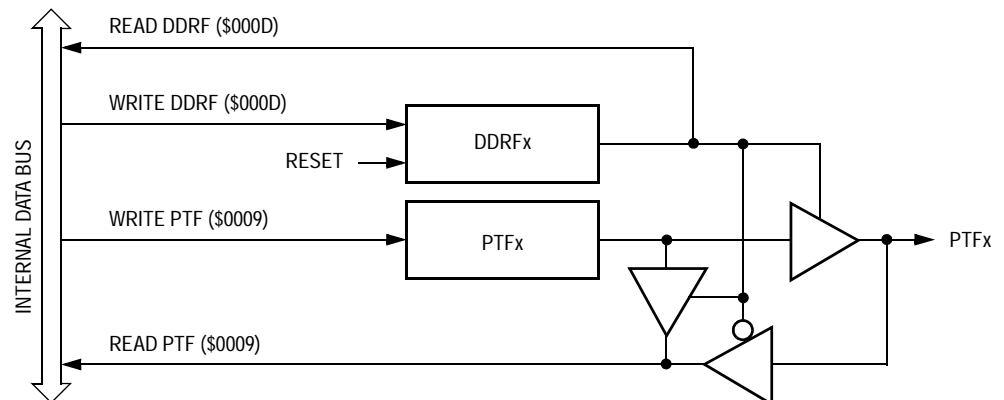 READ DDRF ($000D)
WRITE DDRF ($000D)
DDRFx
RESET
WRITE PTF ($0009)
PTFx
PTFx
READ PTF ($0009)
INTERNAL DATA BUS